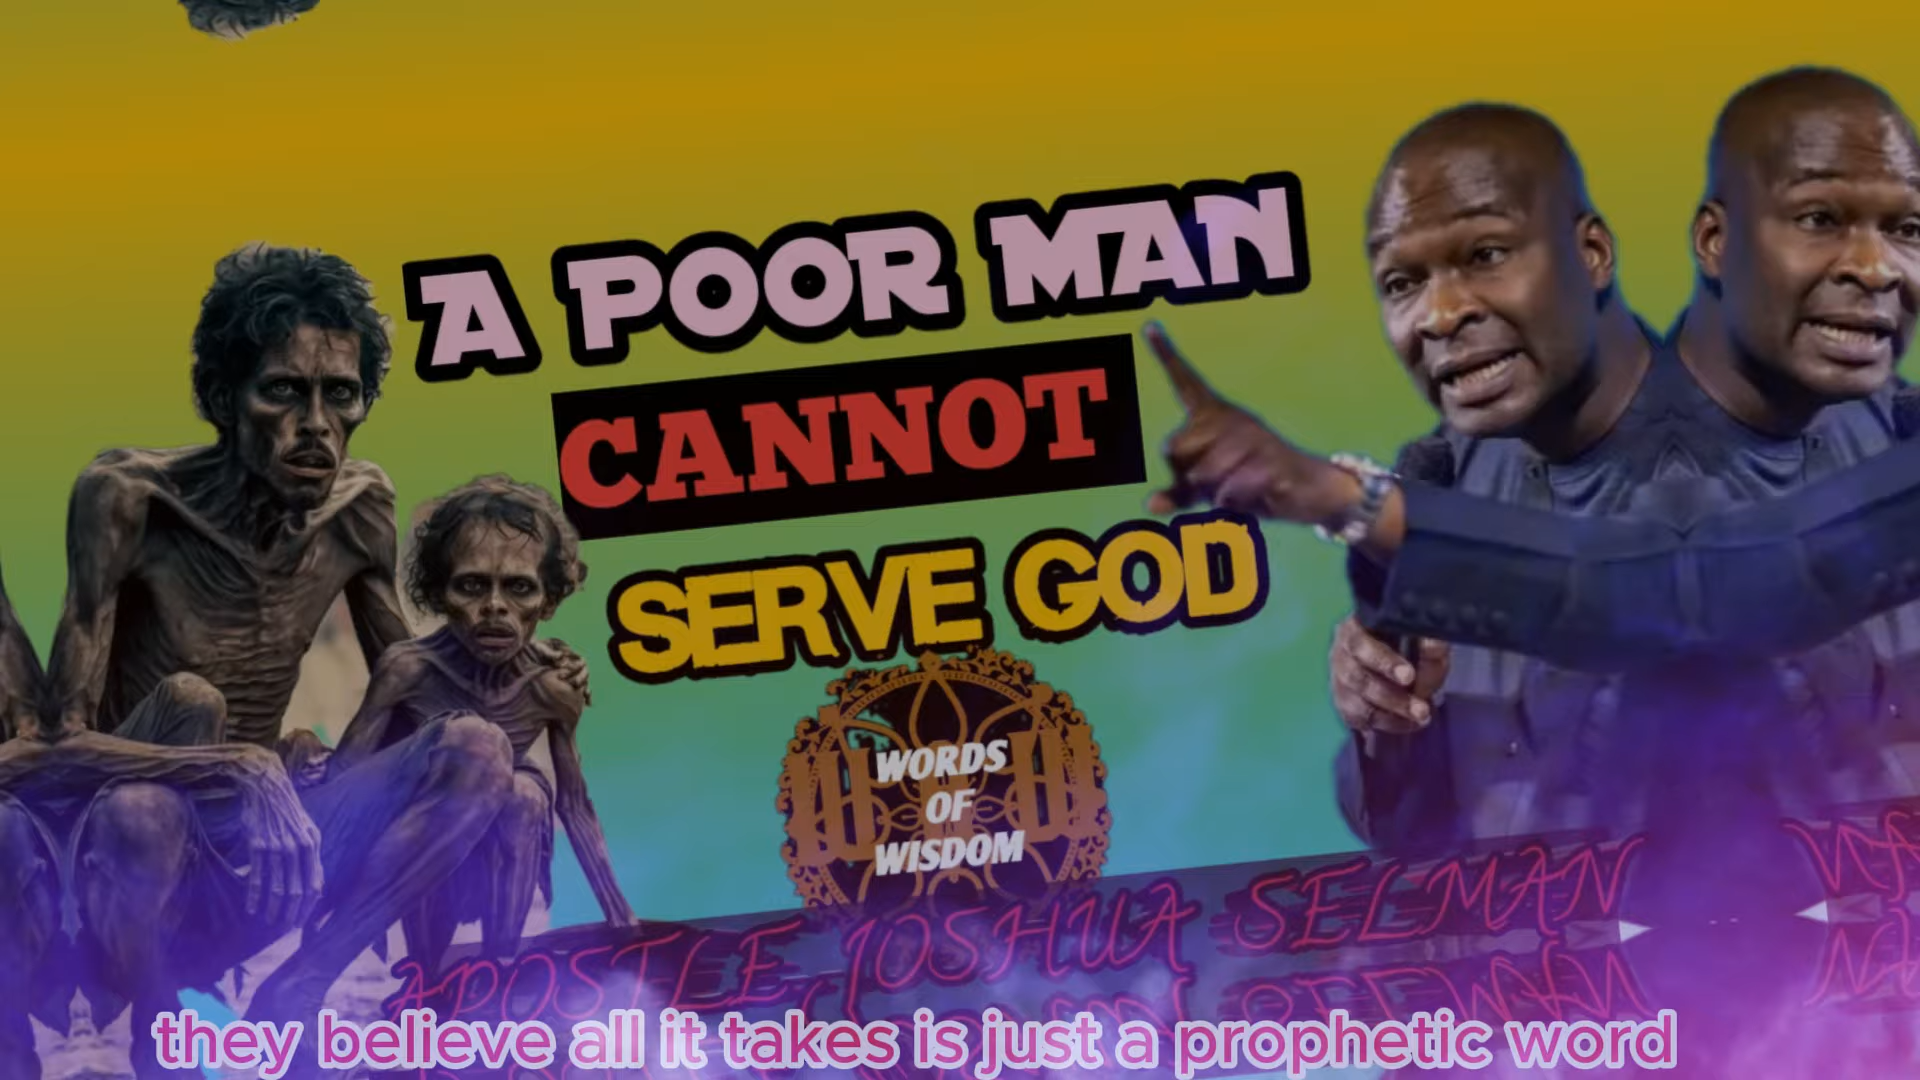 A POOR MAN
CANNOT
SERVE GOD
WORDS
OF
WISDOM
APOSTLE JOSHUA SELMAN
they believe all it takes is just a prophetic word